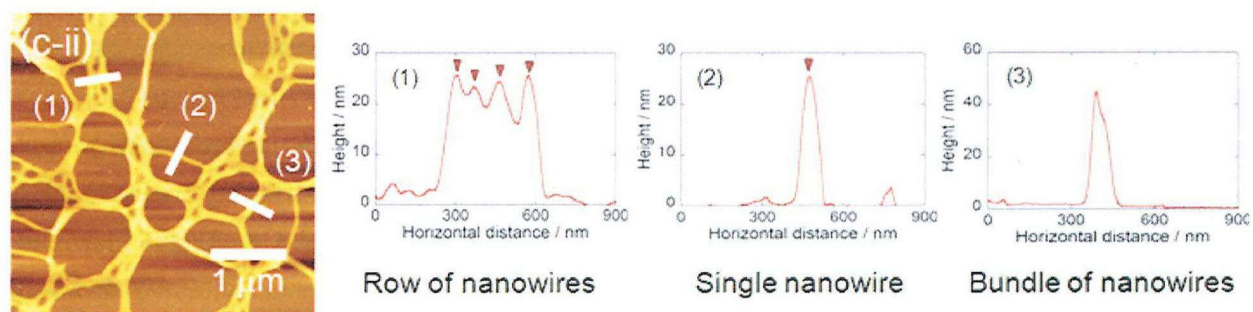 (c-ii)
(1)
(2)
(3)
1 μm
(1)
Height / nm
30
20
10
0
0
300
600
900
Horizontal distance / nm
Row of nanowires
(2)
Height / nm
30
20
10
0
0
300
600
900
Horizontal distance / nm
Single nanowire
(3)
Height / nm
60
40
20
0
0
300
600
900
Horizontal distance / nm
Bundle of nanowires